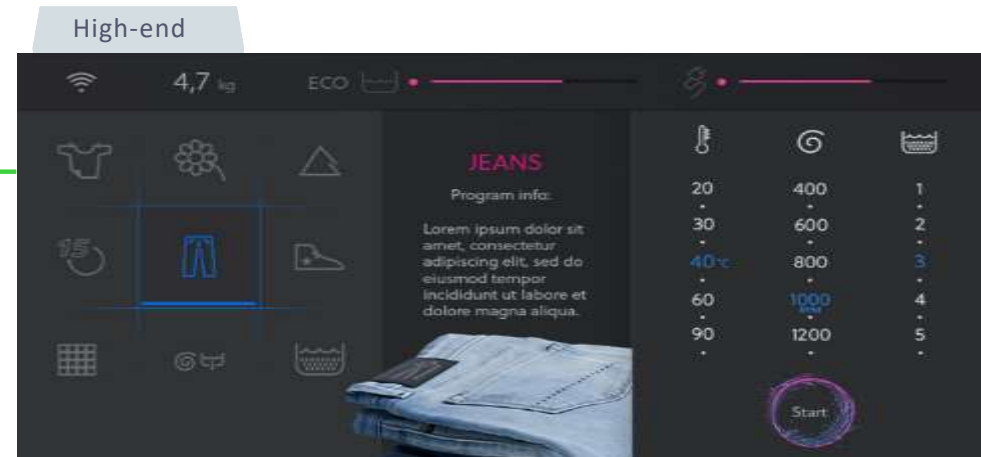 High-end
4,7 kg
ECO
JEANS
Program info:
Lorem ipsum dolor sit
amet, consectetur
adipiscing elit, sed do
eiusmod tempor
incididunt ut labore et
dolore magna aliqua.
15
20 400 1
30 600 2
40°C 800 3
60 1000 4
RPM
90 1200 5
Start